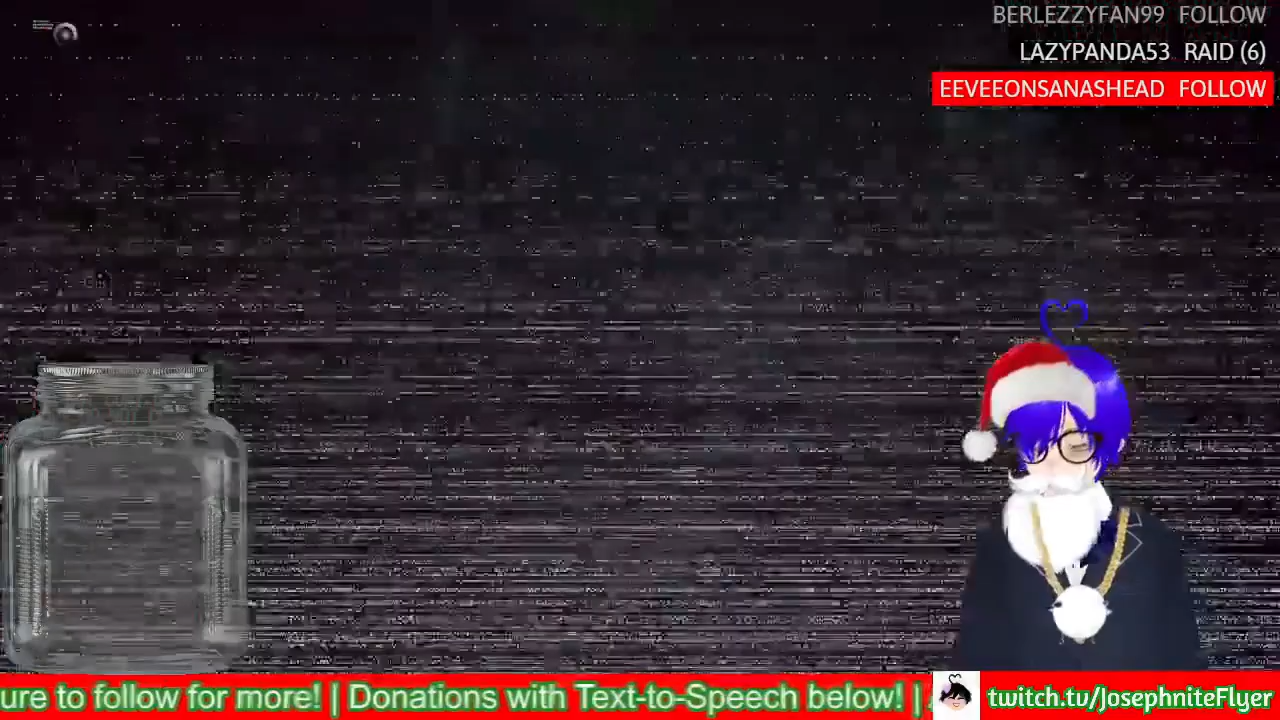 BERLEZZYFAN99 FOLLOW
LAZYPANDA53 RAID (6)
EEVEEONSANASHEAD FOLLOW
ure to follow for more! | Donations with Text-to-Speech below! |
twitch.tv/JosephniteFlyer